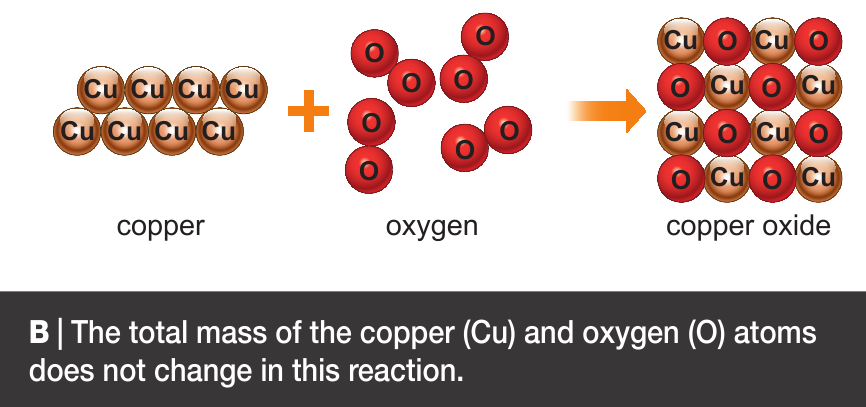 Cu Cu Cu Cu
Cu Cu Cu Cu
O O
O O
O O
O O
Cu O Cu O
O Cu O Cu
Cu O Cu O
O Cu O Cu
copper
oxygen
copper oxide
B | The total mass of the copper (Cu) and oxygen (O) atoms
does not change in this reaction.